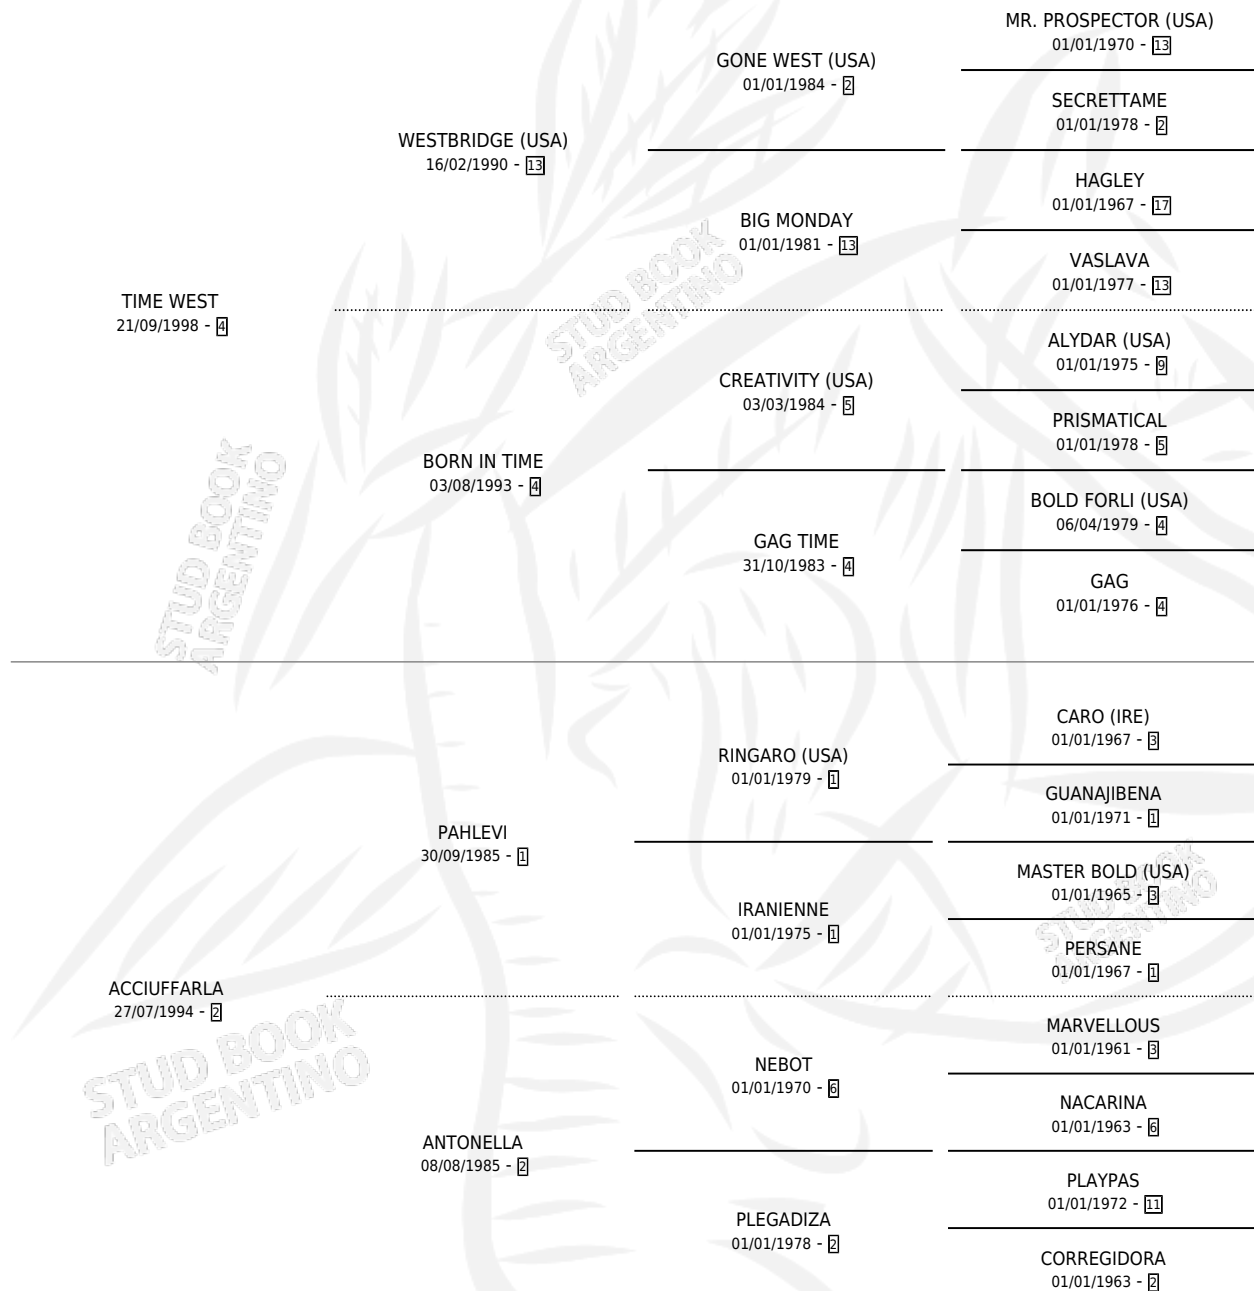 MR. PROSPECTOR (USA)
01/01/1970 - 13
GONE WEST (USA)
01/01/1984 - 2
SECRETTAME
01/01/1978 - 2
WESTBRIDGE (USA)
16/02/1990 - 13
HAGLEY
01/01/1967 - 17
BIG MONDAY
01/01/1981 - 13
VASLAVA
01/01/1977 - 13
TIME WEST
21/09/1998 - 4
ALYDAR (USA)
01/01/1975 - 9
CREATIVITY (USA)
03/03/1984 - 5
PRISMATICAL
01/01/1978 - 5
BORN IN TIME
03/08/1993 - 4
BOLD FORLI (USA)
06/04/1979 - 4
GAG TIME
31/10/1983 - 4
GAG
01/01/1976 - 4
CARO (IRE)
01/01/1967 - 3
RINGARO (USA)
01/01/1979 - 1
GUANAJIBENA
01/01/1971 - 1
PAHLEVI
30/09/1985 - 1
MASTER BOLD (USA)
01/01/1965 - 3
IRANIENNE
01/01/1975 - 1
PERSANE
01/01/1967 - 1
ACCIUFFARLA
27/07/1994 - 2
MARVELLOUS
01/01/1961 - 3
NEBOT
01/01/1970 - 6
NACARINA
01/01/1963 - 6
ANTONELLA
08/08/1985 - 2
PLAYPAS
01/01/1972 - 11
PLEGADIZA
01/01/1978 - 2
CORREGIDORA
01/01/1963 - 2
STUD BOOK
ARGENTINO
STUD BOOK
ARGENTINO
STUD BOOK
ARGENTINO
STUD BOOK
ARGENTINO